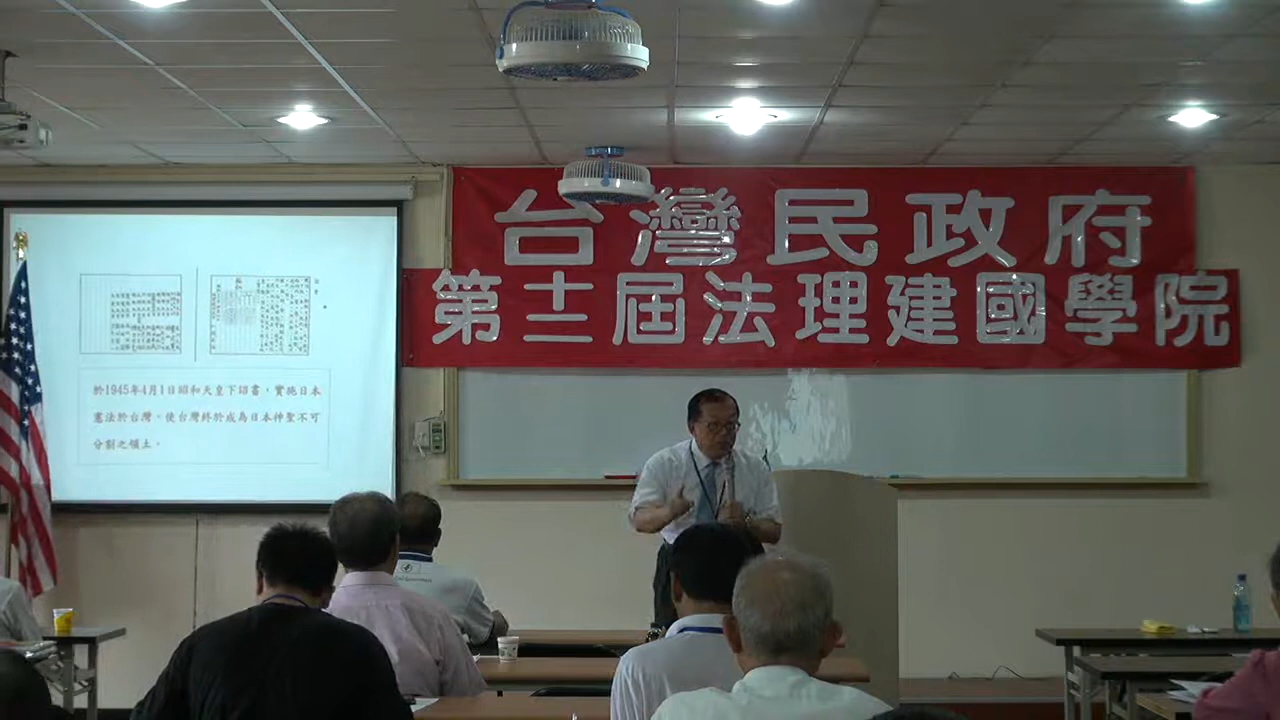 台灣民政府
第十二屆法理建國學院
於1945年4月1日昭和天皇下詔書，實施日本
憲法於台灣。使台灣終於成為日本神聖不可
分割之領土。